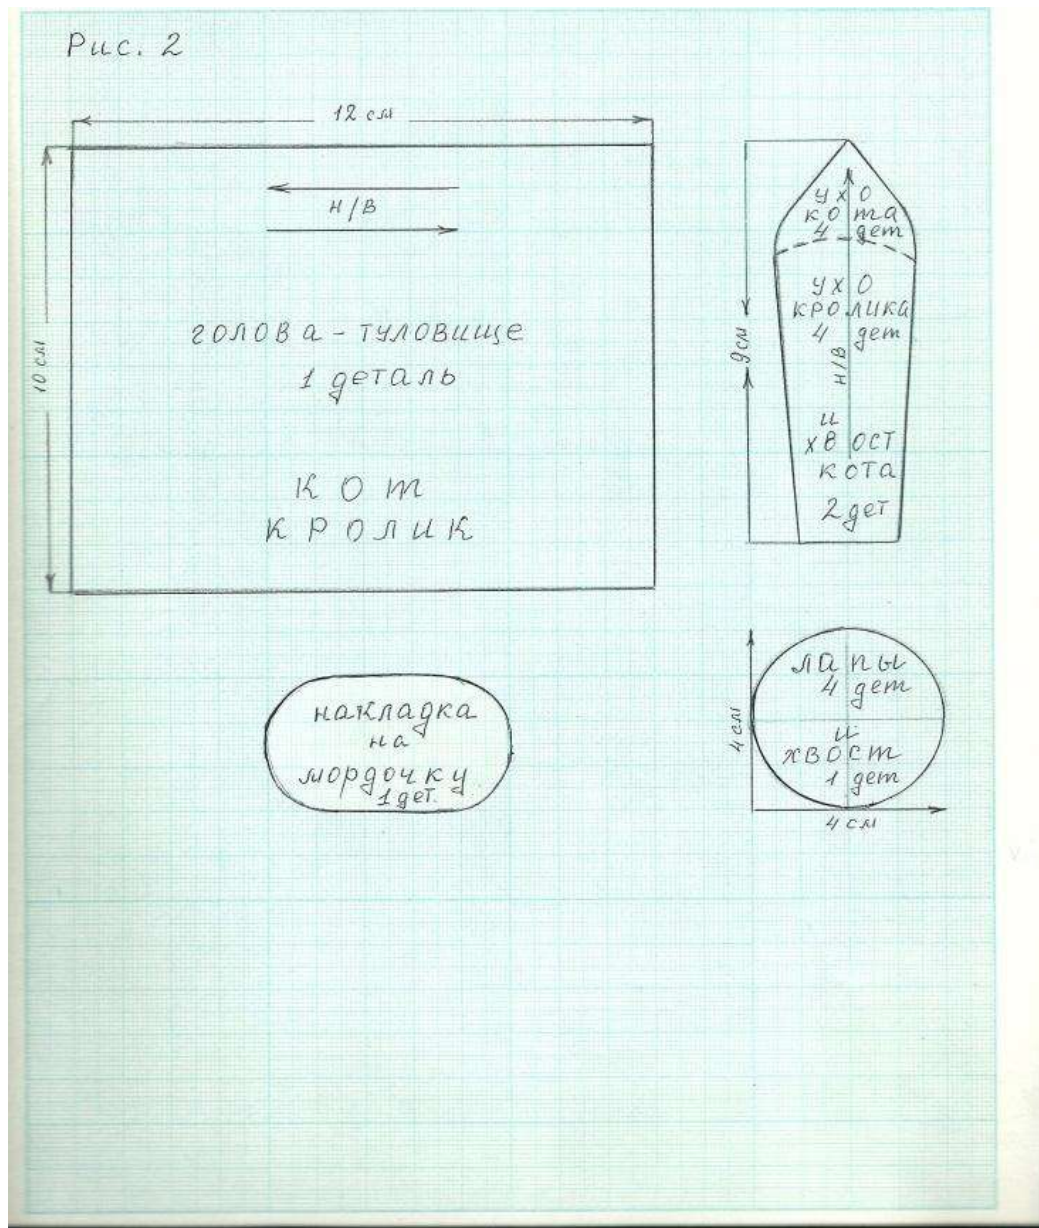 Рис. 2
12 см
н/в
10 см
голова-туловище
1 деталь
кот
кролик
9см
ухо
кота
4 дет
ухо
кролика
4 дет
н/в
и
хвост
кота
2 дет
накладка
на
мордочку
1 дет.
лапы
4 дет
и
хвост
1 дет
4 см
4 см